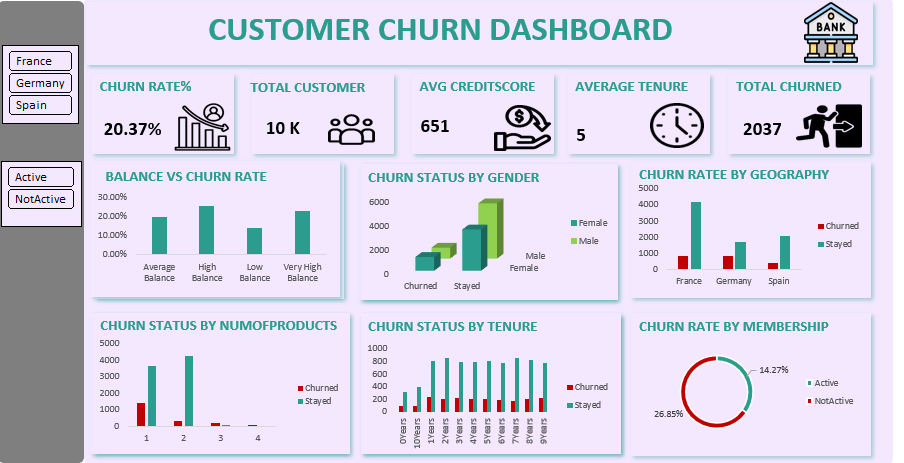 CUSTOMER CHURN DASHBOARD
BANK
France
Germany
Spain
Active
NotActive
CHURN RATE%
20.37%
TOTAL CUSTOMER
10 K
AVG CREDITSCORE
651
$
AVERAGE TENURE
5
TOTAL CHURNED
2037
BALANCE VS CHURN RATE
30.00%
20.00%
10.00%
0.00%
Average Balance
High Balance
Low Balance
Very High Balance
CHURN STATUS BY GENDER
6000
4000
2000
0
Churned
Stayed
Male
Female
Female
Male
CHURN RATEE BY GEOGRAPHY
5000
4000
3000
2000
1000
0
France
Germany
Spain
Churned
Stayed
CHURN STATUS BY NUMOFPRODUCTS
5000
4000
3000
2000
1000
0
1
2
3
4
Churned
Stayed
CHURN STATUS BY TENURE
1000
800
600
400
200
0
0Years
10Years
1Years
2Years
3Years
4Years
5Years
6Years
7Years
8Years
9Years
Churned
Stayed
CHURN RATE BY MEMBERSHIP
14.27%
26.85%
Active
NotActive